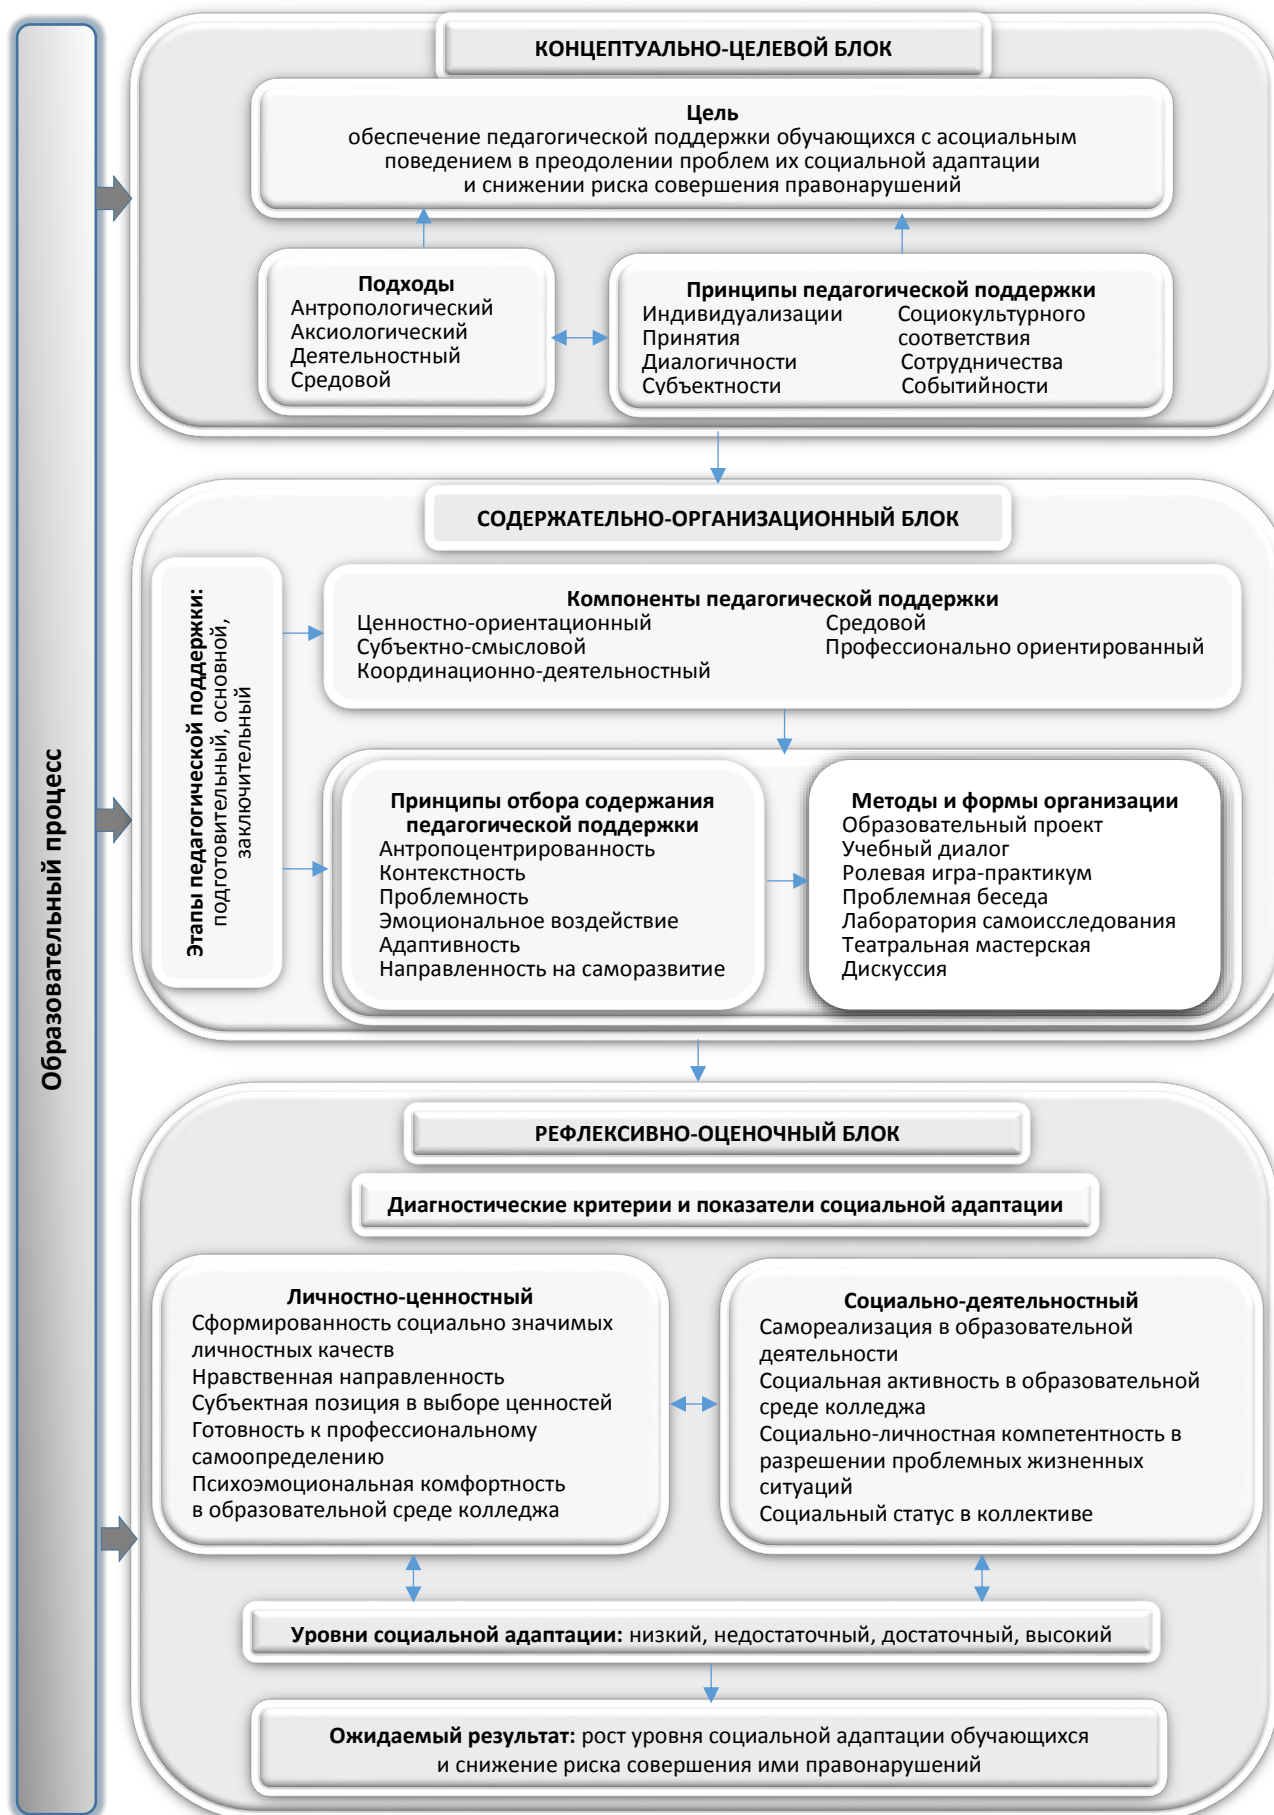 Образовательный процесс
КОНЦЕПТУАЛЬНО-ЦЕЛЕВОЙ БЛОК
Цель
обеспечение педагогической поддержки обучающихся с асоциальным
поведением в преодолении проблем их социальной адаптации
и снижении риска совершения правонарушений
Подходы
Антропологический
Аксиологический
Деятельностный
Средовой
Принципы педагогической поддержки
Индивидуализации
Принятия
Диалогичности
Субъектности
Социокультурного
соответствия
Сотрудничества
Событийности
СОДЕРЖАТЕЛЬНО-ОРГАНИЗАЦИОННЫЙ БЛОК
Этапы педагогической поддержки:
подготовительный, основной,
заключительный
Компоненты педагогической поддержки
Ценностно-ориентационный
Субъектно-смысловой
Координационно-деятельностный
Средовой
Профессионально ориентированный
Принципы отбора содержания
педагогической поддержки
Антропоцентрированность
Контекстность
Проблемность
Эмоциональное воздействие
Адаптивность
Направленность на саморазвитие
Методы и формы организации
Образовательный проект
Учебный диалог
Ролевая игра-практикум
Проблемная беседа
Лаборатория самоисследования
Театральная мастерская
Дискуссия
РЕФЛЕКСИВНО-ОЦЕНОЧНЫЙ БЛОК
Диагностические критерии и показатели социальной адаптации
Личностно-ценностный
Сформированность социально значимых
личностных качеств
Нравственная направленность
Субъектная позиция в выборе ценностей
Готовность к профессиональному
самоопределению
Психоэмоциональная комфортность
в образовательной среде колледжа
Социально-деятельностный
Самореализация в образовательной
деятельности
Социальная активность в образовательной
среде колледжа
Социально-личностная компетентность в
разрешении проблемных жизненных
ситуаций
Социальный статус в коллективе
Уровни социальной адаптации: низкий, недостаточный, достаточный, высокий
Ожидаемый результат: рост уровня социальной адаптации обучающихся
и снижение риска совершения ими правонарушений